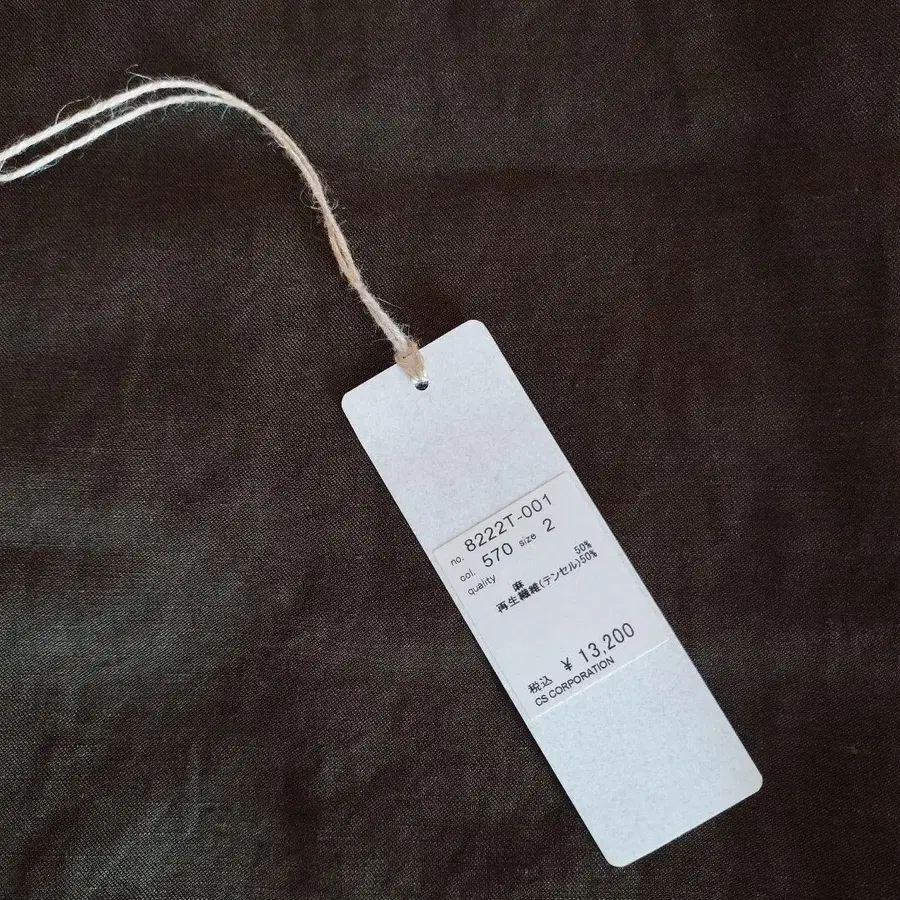 no. 8222T-001
col. 570 size 2
quality
麻 50%
再生繊維(テンセル)50%
税込 ¥ 13,200
CS CORPORATION